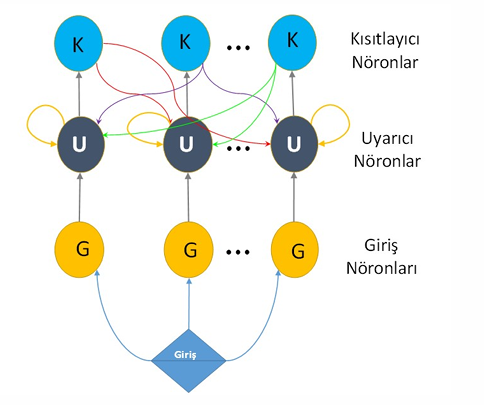 K K ... K
Kısıtlayıcı
Nöronlar
U U ... U
Uyarıcı
Nöronlar
G G ... G
Giriş
Nöronları
Giriş